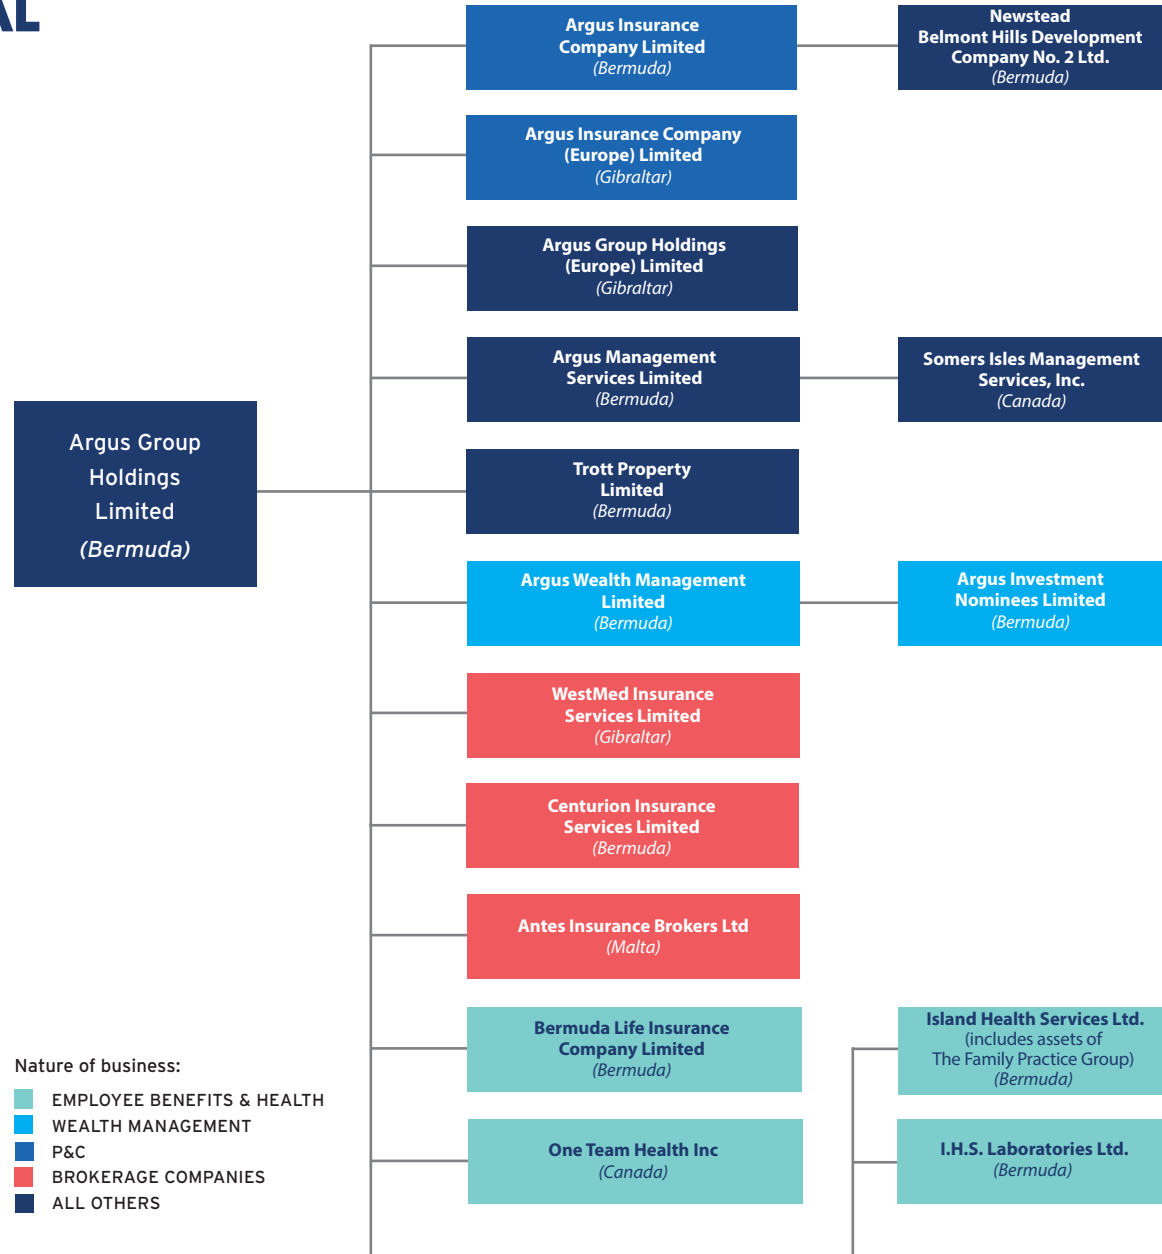 Argus Insurance
Company Limited
(Bermuda)
Newstead
Belmont Hills Development
Company No. 2 Ltd.
(Bermuda)
Argus Insurance Company
(Europe) Limited
(Gibraltar)
Argus Group Holdings
(Europe) Limited
(Gibraltar)
Argus Management
Services Limited
(Bermuda)
Somers Isles Management
Services, Inc.
(Canada)
Argus Group
Holdings
Limited
(Bermuda)
Trott Property
Limited
(Bermuda)
Argus Wealth Management
Limited
(Bermuda)
Argus Investment
Nominees Limited
(Bermuda)
WestMed Insurance
Services Limited
(Gibraltar)
Centurion Insurance
Services Limited
(Bermuda)
Antes Insurance Brokers Ltd
(Malta)
Bermuda Life Insurance
Company Limited
(Bermuda)
Island Health Services Ltd.
(includes assets of
The Family Practice Group)
(Bermuda)
One Team Health Inc
(Canada)
I.H.S. Laboratories Ltd.
(Bermuda)
Nature of business:
EMPLOYEE BENEFITS & HEALTH
WEALTH MANAGEMENT
P&C
BROKERAGE COMPANIES
ALL OTHERS